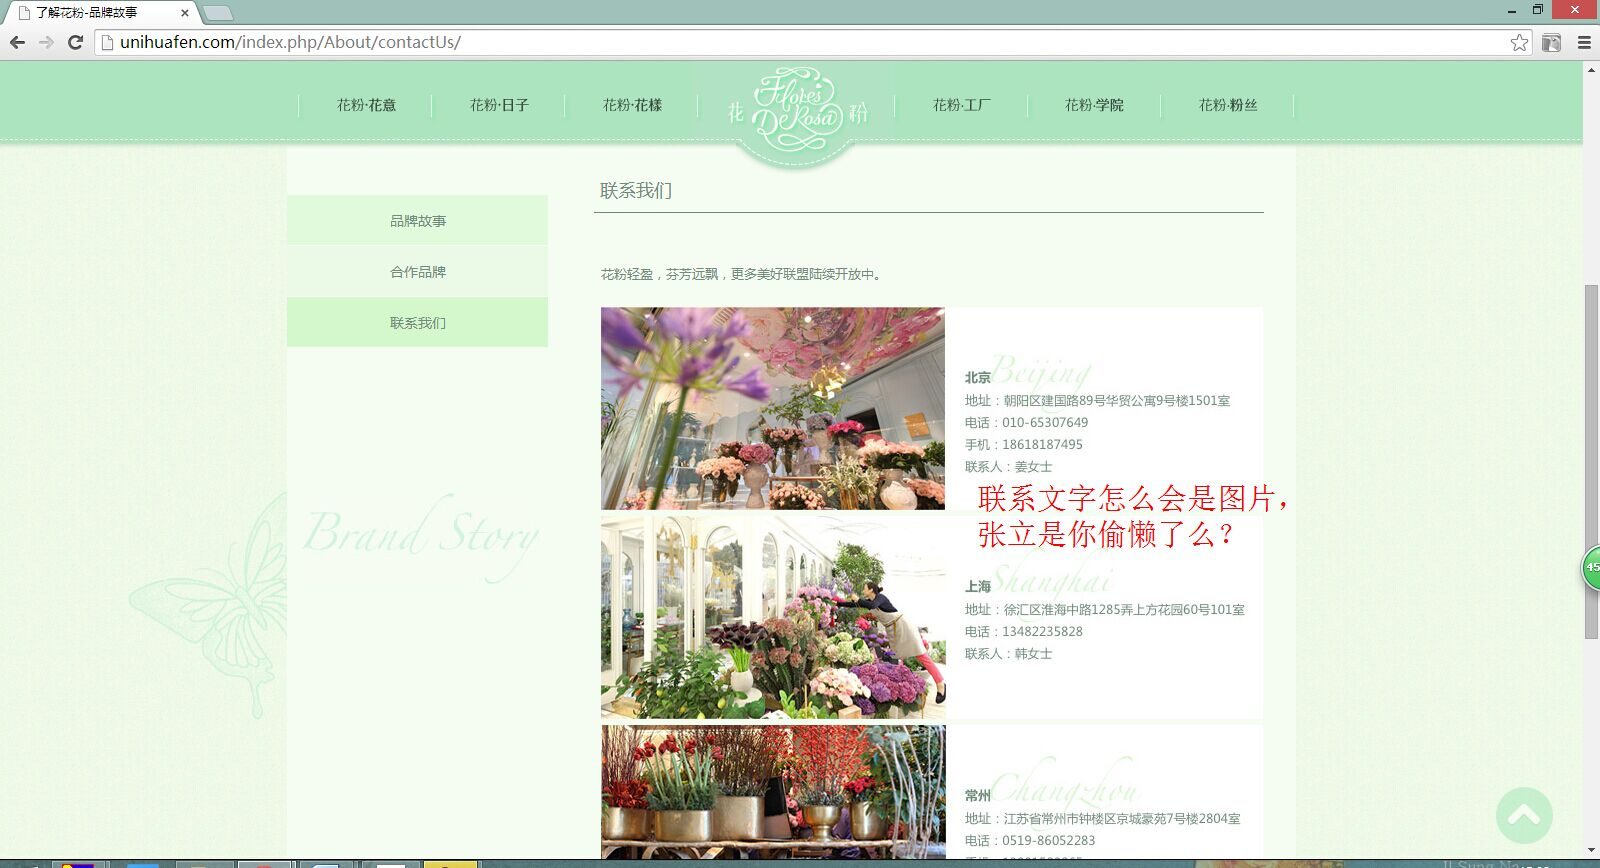 了解花粉-品牌故事
unihuafen.com/index.php/About/contactUs/
花粉·花意
花粉·日子
花粉·花樣
花 Flores DeRosa 粉
花粉·工厂
花粉·学院
花粉·粉丝
品牌故事
合作品牌
联系我们
Brand Story
联系我们
花粉轻盈，芬芳远飘，更多美好联盟陆续开放中。
北京Beijing
地址：朝阳区建国路89号华贸公寓9号楼1501室
电话：010-65307649
手机：18618187495
联系人：姜女士
联系文字怎么会是图片，
张立是你偷懒了么？
上海Shanghai
地址：徐汇区淮海中路1285弄上方花园60号101室
电话：13482235828
联系人：韩女士
常州Changzhou
地址：江苏省常州市钟楼区京城豪苑7号楼2804室
电话：0519-86052283
45